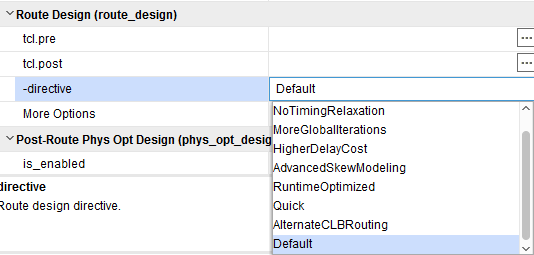 Route Design (route_design)
tcl.pre
...
tcl.post
...
-directive
Default
More Options
NoTimingRelaxation
MoreGlobalIterations
HigherDelayCost
AdvancedSkewModeling
RuntimeOptimized
Quick
AlternateCLBRouting
Default
Post-Route Phys Opt Design (phys_opt_desig
is_enabled
directive
Route design directive.